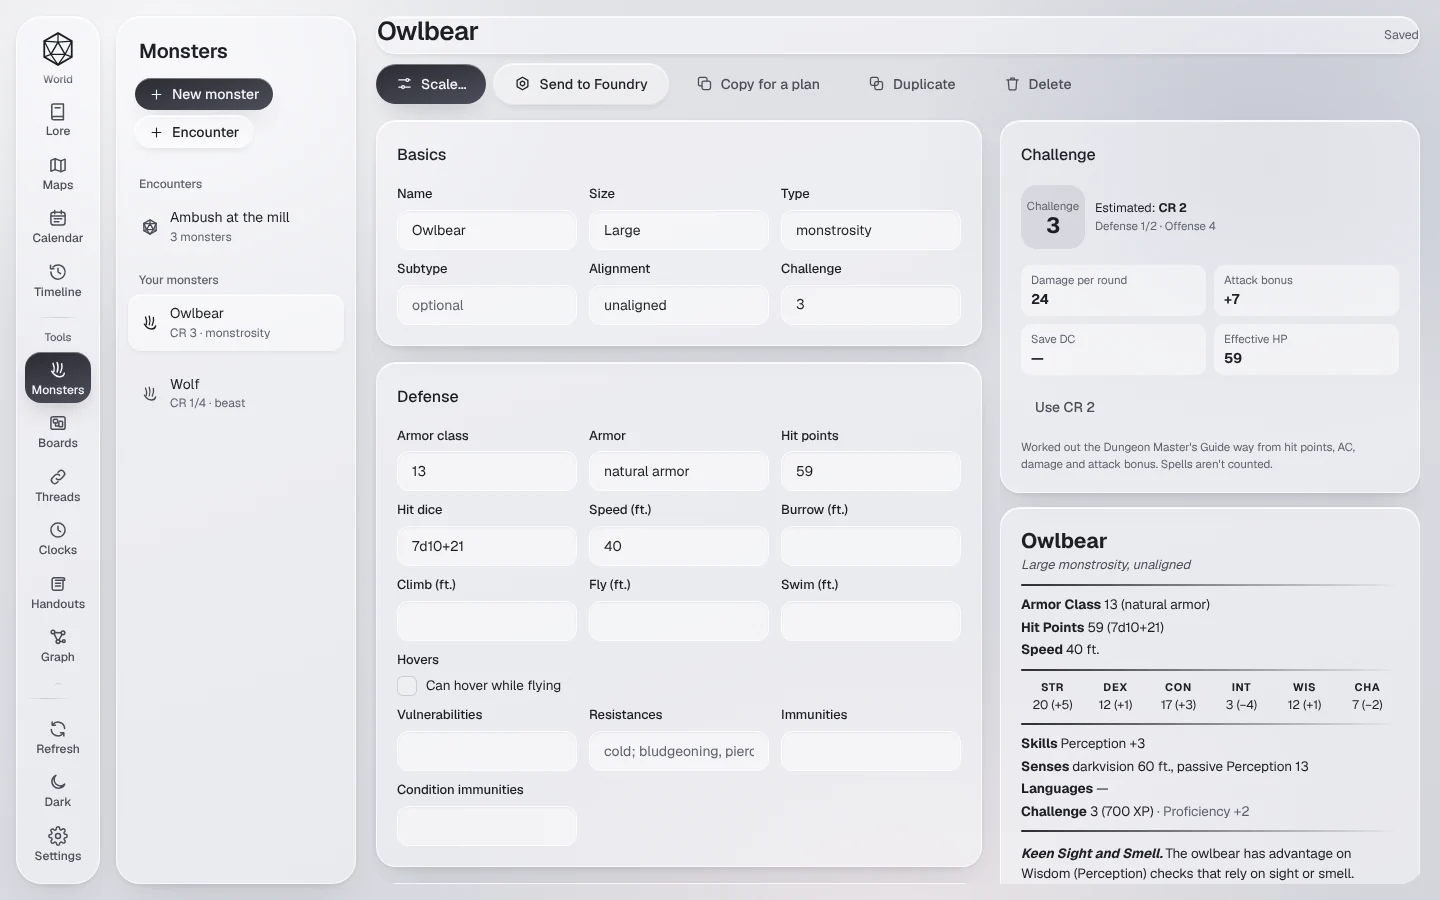 World
Lore
Maps
Calendar
Timeline
Tools
Monsters
Boards
Threads
Clocks
Handouts
Graph
Refresh
Dark
Settings
Monsters
New monster
Encounter
Encounters
Ambush at the mill
3 monsters
Your monsters
Owlbear
CR 3 · monstrosity
Wolf
CR 1/4 · beast
Owlbear
Saved
Scale…
Send to Foundry
Copy for a plan
Duplicate
Delete
Basics
Name Size Type
Owlbear Large monstrosity
Subtype Alignment Challenge
optional unaligned 3
Defense
Armor class Armor Hit points
13 natural armor 59
Hit dice Speed (ft.) Burrow (ft.)
7d10+21 40
Climb (ft.) Fly (ft.) Swim (ft.)
Hovers
Can hover while flying
Vulnerabilities Resistances Immunities
cold; bludgeoning, pierc
Condition immunities
Challenge
Challenge
3
Estimated: CR 2
Defense 1/2 · Offense 4
Damage per round
24
Attack bonus
+7
Save DC
—
Effective HP
59
Use CR 2
Worked out the Dungeon Master's Guide way from hit points, AC,
damage and attack bonus. Spells aren't counted.
Owlbear
Large monstrosity, unaligned
Armor Class 13 (natural armor)
Hit Points 59 (7d10+21)
Speed 40 ft.
STR DEX CON INT WIS CHA
20 (+5) 12 (+1) 17 (+3) 3 (−4) 12 (+1) 7 (−2)
Skills Perception +3
Senses darkvision 60 ft., passive Perception 13
Languages —
Challenge 3 (700 XP) · Proficiency +2
Keen Sight and Smell. The owlbear has advantage on
Wisdom (Perception) checks that rely on sight or smell.